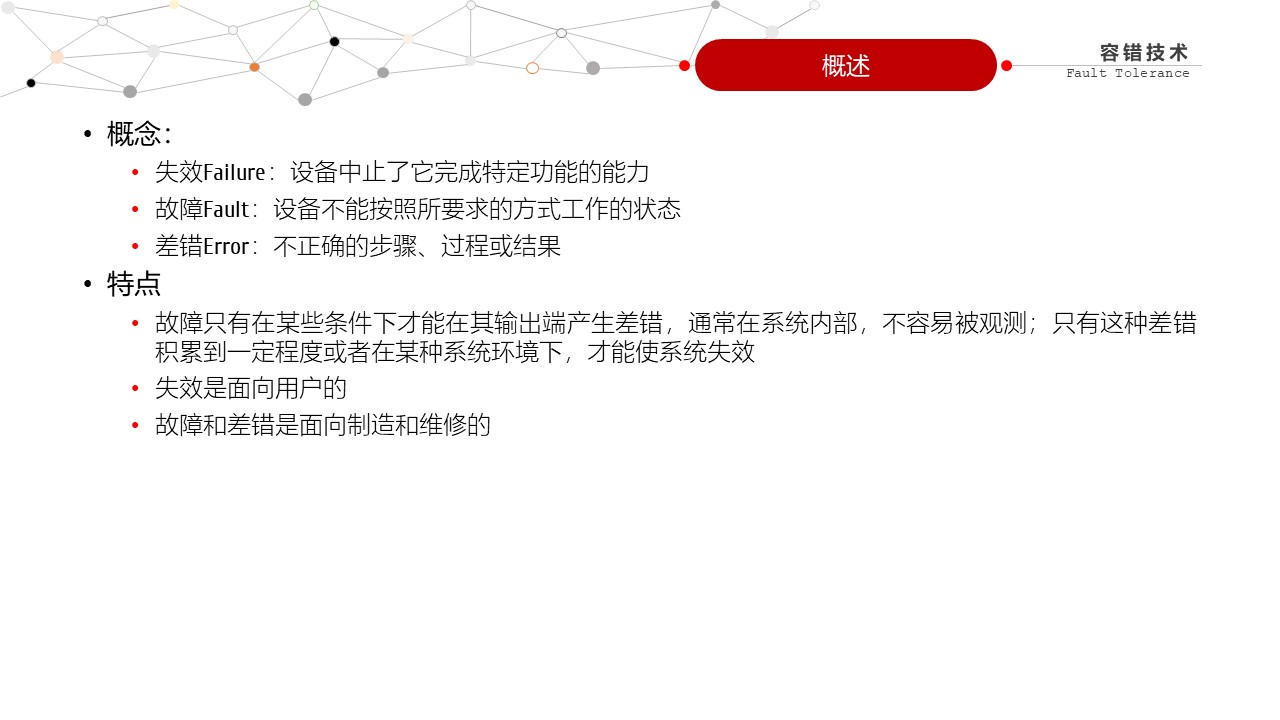 概述
容错技术
Fault Tolerance
• 概念：
• 失效Failure：设备中止了它完成特定功能的能力
• 故障Fault：设备不能按照所要求的方式工作的状态
• 差错Error：不正确的步骤、过程或结果
• 特点
• 故障只有在某些条件下才能在其输出端产生差错，通常在系统内部，不容易被观测；只有这种差错
积累到一定程度或者在某种系统环境下，才能使系统失效
• 失效是面向用户的
• 故障和差错是面向制造和维修的